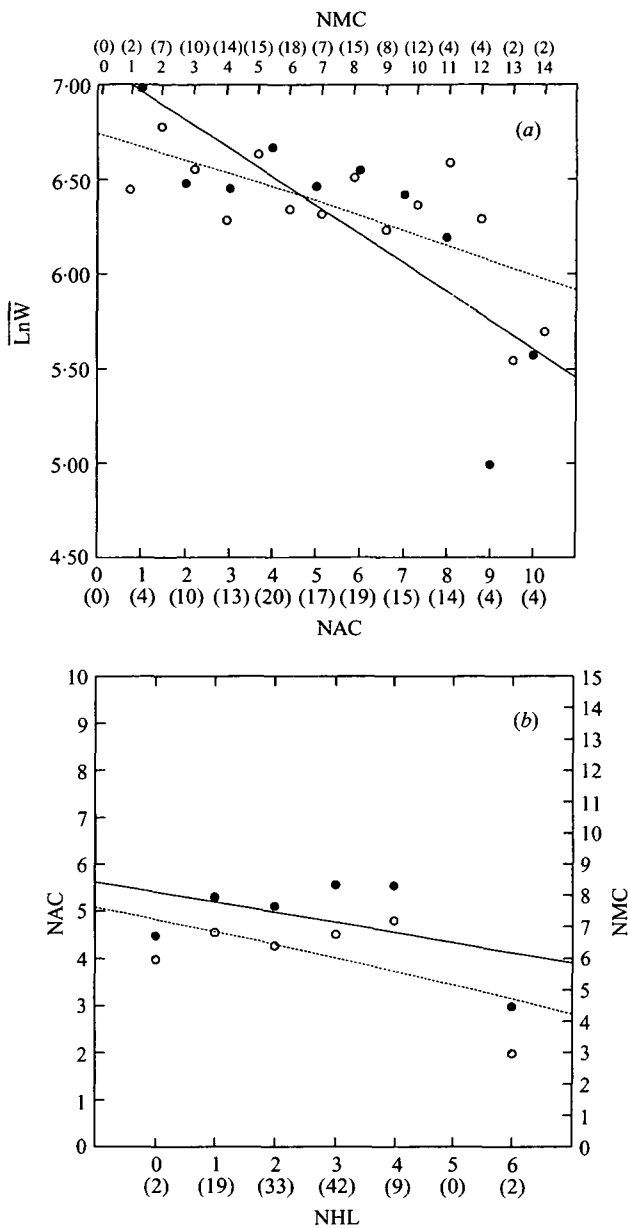 NMC
(0) (2) (7) (10) (14) (15) (18) (7) (15) (8) (12) (4) (4) (2) (2)
0 1 2 3 4 5 6 7 8 9 10 11 12 13 14
7·00
(a)
6·50
6·00
LnW
5·50
5·00
4·50
0 1 2 3 4 5 6 7 8 9 10
(0) (4) (10) (13) (20) (17) (19) (15) (14) (4) (4)
NAC
10 15
(b)
14
9
13
8 12
11
7
10
6 9
8
NAC 5 NMC
7
4 6
5
3
4
2 3
2
1
1
0 0
0 1 2 3 4 5 6
(2) (19) (33) (42) (9) (0) (2)
NHL